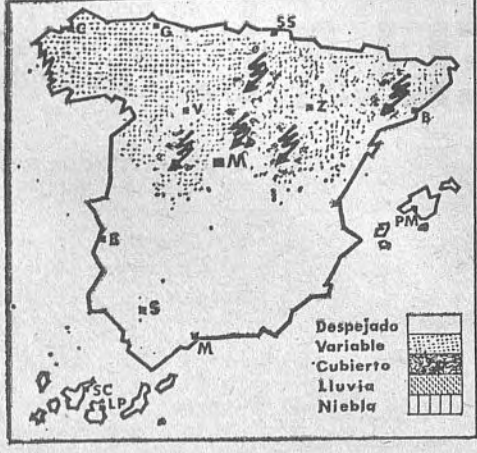 C
G
SS
V
Z
B
M
PM
B
S
M
SC
LP
Despejado
Variable
Cubierto
Lluvia
Niebla